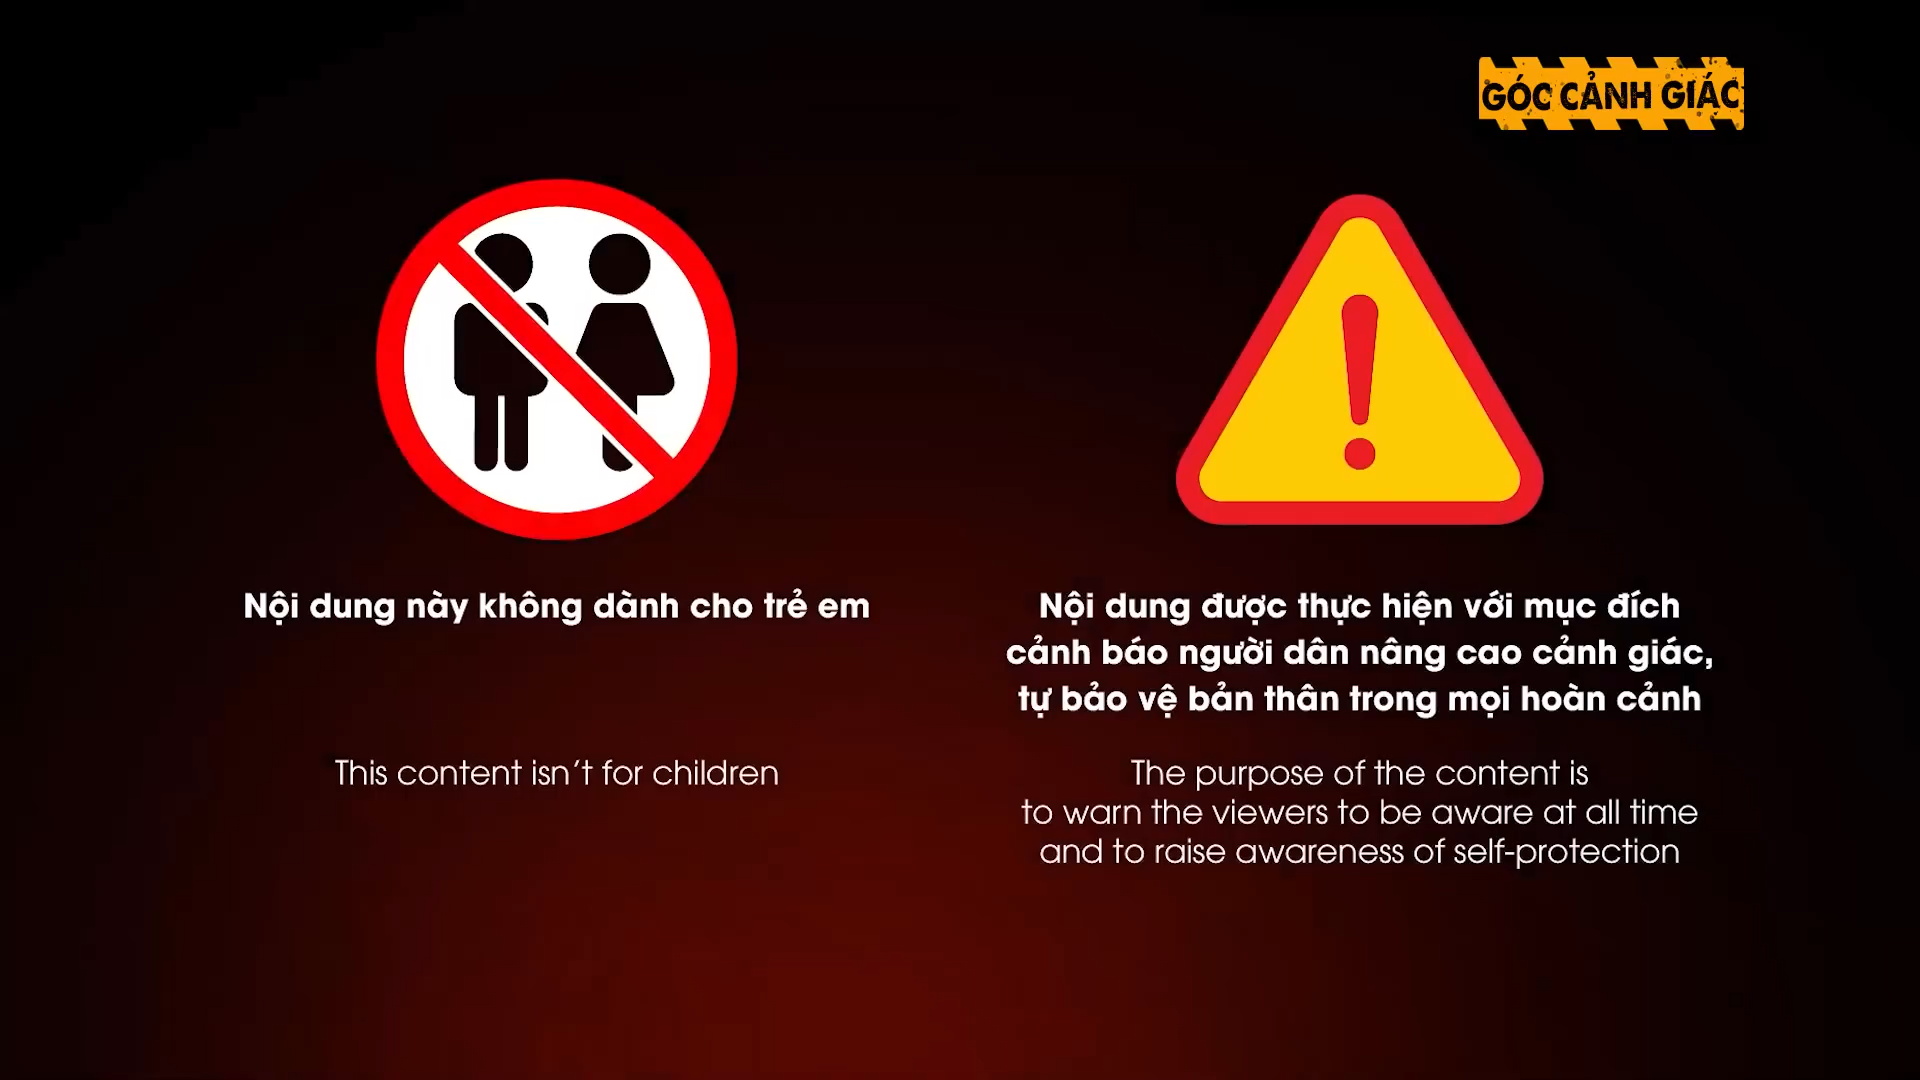 GÓC CẢNH GIÁC
Nội dung này không dành cho trẻ em
This content isn't for children
Nội dung được thực hiện với mục đích
cảnh báo người dân nâng cao cảnh giác,
tự bảo vệ bản thân trong mọi hoàn cảnh
The purpose of the content is
to warn the viewers to be aware at all time
and to raise awareness of self-protection